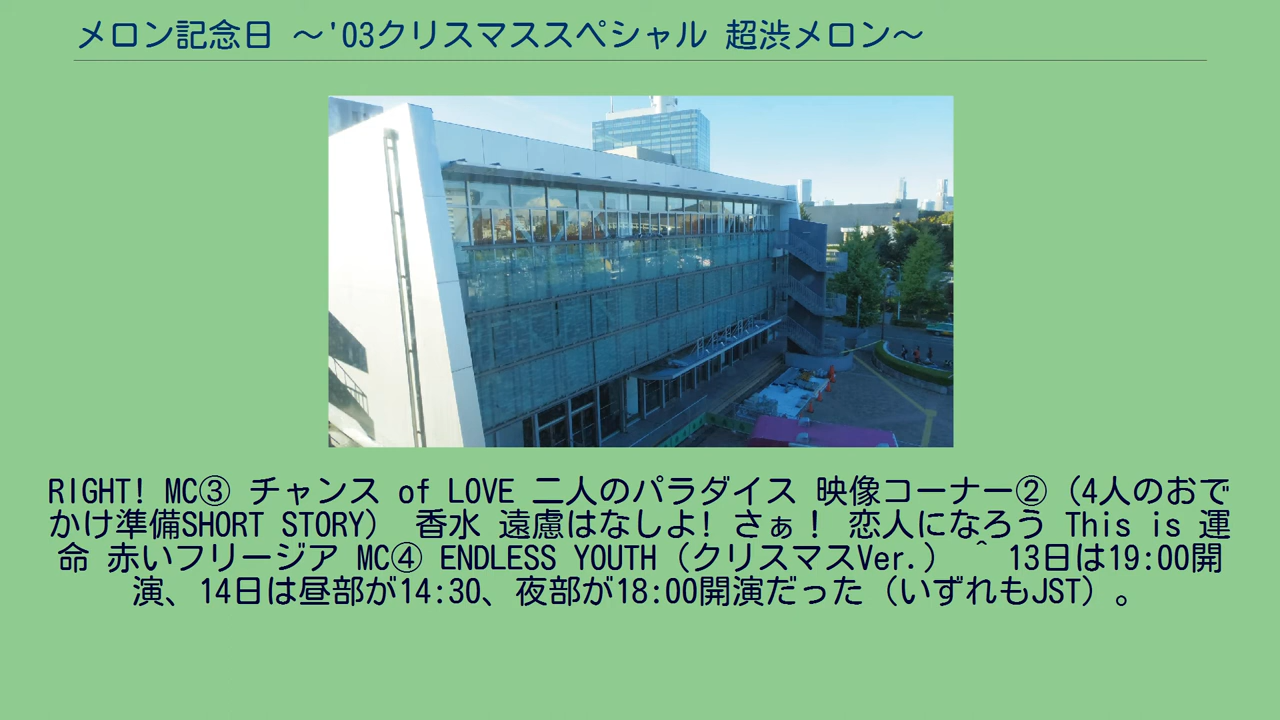 メロン記念日 〜'03クリスマススペシャル 超渋メロン〜
RIGHT! MC③ チャンス of LOVE 二人のパラダイス 映像コーナー②（4人のおで
かけ準備SHORT STORY） 香水 遠慮はなしよ! さぁ！ 恋人になろう This is 運
命 赤いフリージア MC④ ENDLESS YOUTH（クリスマスVer.） ^ 13日は19:00開
演、14日は昼部が14:30、夜部が18:00開演だった（いずれもJST）。